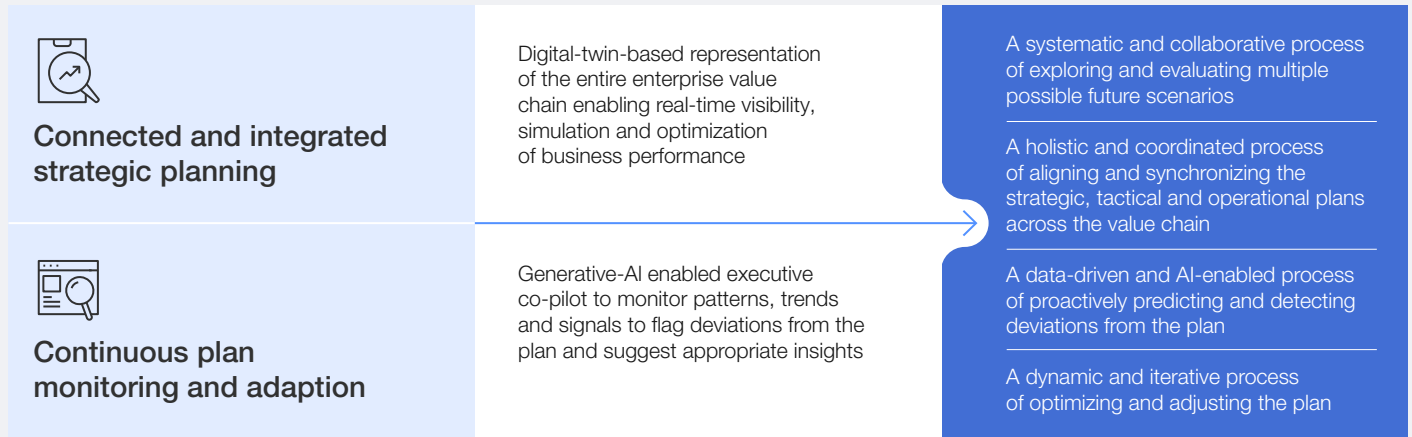 Connected and integrated
strategic planning
Digital-twin-based representation
of the entire enterprise value
chain enabling real-time visibility,
simulation and optimization
of business performance
Continuous plan
monitoring and adaption
Generative-AI enabled executive
co-pilot to monitor patterns, trends
and signals to flag deviations from the
plan and suggest appropriate insights
A systematic and collaborative process
of exploring and evaluating multiple
possible future scenarios
A holistic and coordinated process
of aligning and synchronizing the
strategic, tactical and operational plans
across the value chain
A data-driven and AI-enabled process
of proactively predicting and detecting
deviations from the plan
A dynamic and iterative process
of optimizing and adjusting the plan